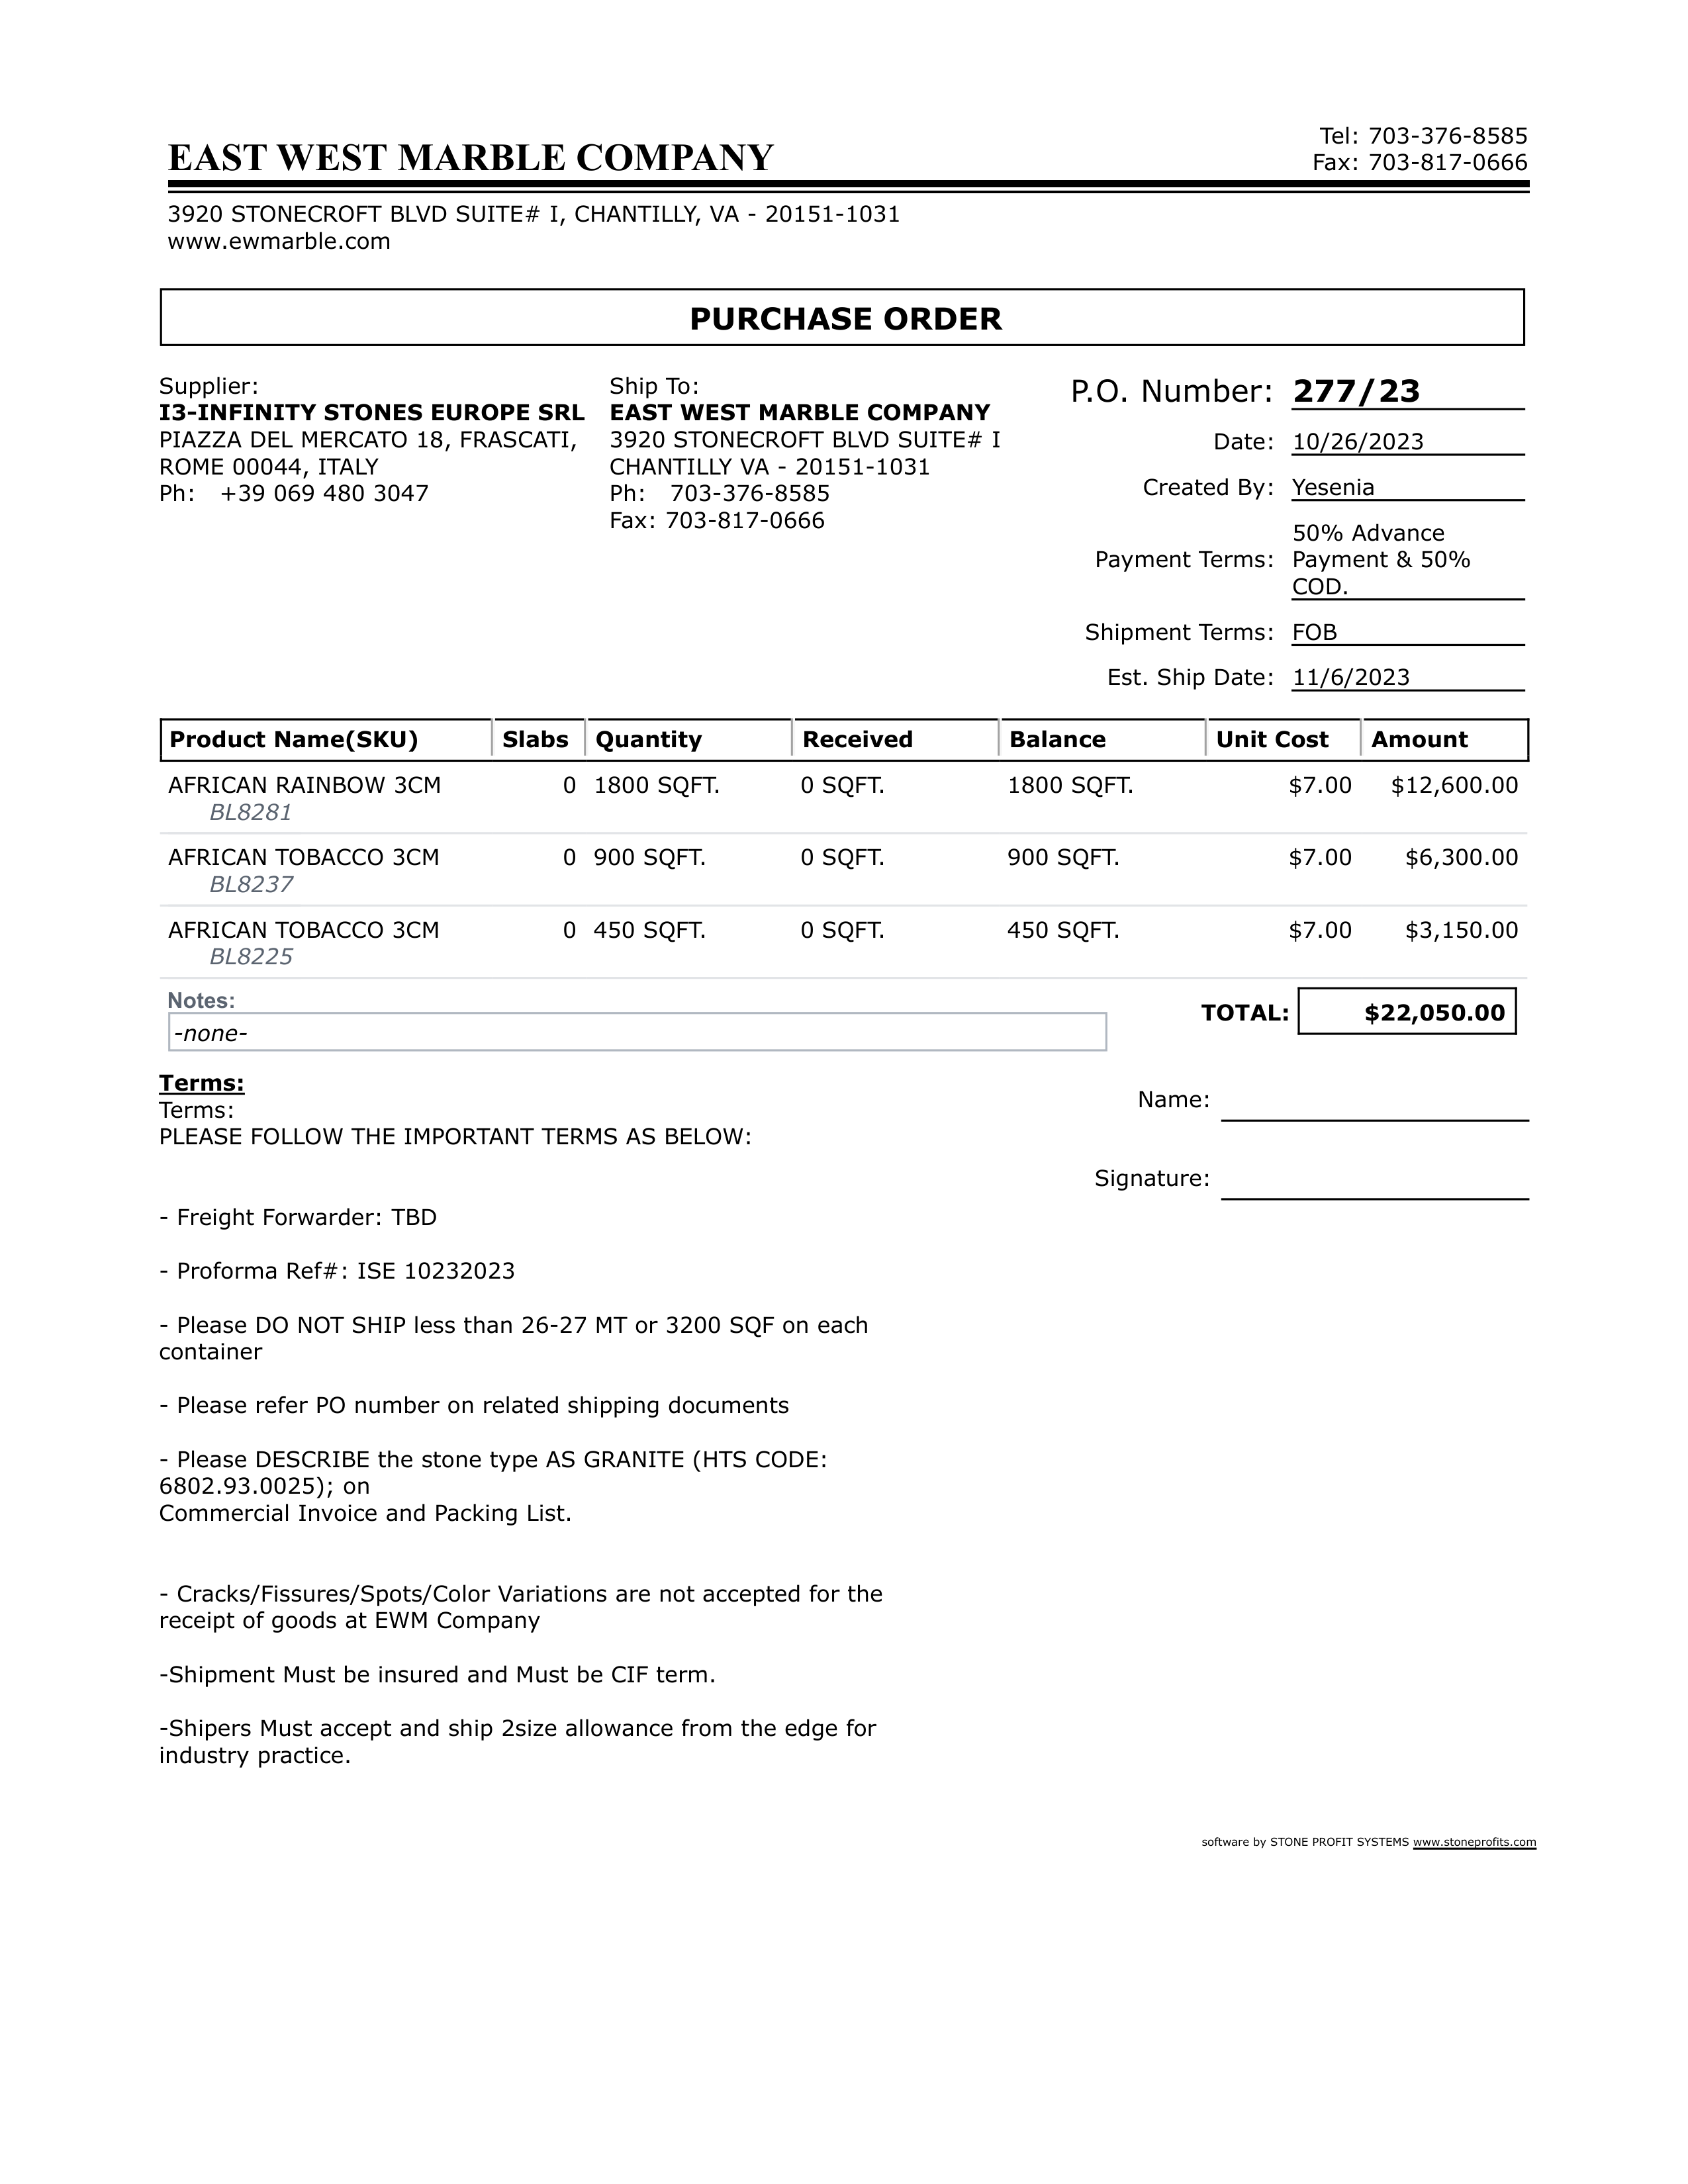 EAST WEST MARBLE COMPANY
Tel: 703-376-8585
Fax: 703-817-0666
3920 STONECROFT BLVD SUITE# I, CHANTILLY, VA - 20151-1031
www.ewmarble.com
PURCHASE ORDER
Supplier:
I3-INFINITY STONES EUROPE SRL
PIAZZA DEL MERCATO 18, FRASCATI,
ROME 00044, ITALY
Ph: +39 069 480 3047
Ship To:
EAST WEST MARBLE COMPANY
3920 STONECROFT BLVD SUITE# I
CHANTILLY VA - 20151-1031
Ph: 703-376-8585
Fax: 703-817-0666
P.O. Number: 277/23
Date: 10/26/2023
Created By: Yesenia
Payment Terms: 50% Advance
Payment & 50%
COD.
Shipment Terms: FOB
Est. Ship Date: 11/6/2023
Product Name(SKU) Slabs Quantity Received Balance Unit Cost Amount
AFRICAN RAINBOW 3CM 0 1800 SQFT. 0 SQFT. 1800 SQFT. $7.00 $12,600.00
BL8281
AFRICAN TOBACCO 3CM 0 900 SQFT. 0 SQFT. 900 SQFT. $7.00 $6,300.00
BL8237
AFRICAN TOBACCO 3CM 0 450 SQFT. 0 SQFT. 450 SQFT. $7.00 $3,150.00
BL8225
Notes:
-none-
TOTAL: $22,050.00
Terms:
Terms:
PLEASE FOLLOW THE IMPORTANT TERMS AS BELOW:
Name:
Signature:
- Freight Forwarder: TBD
- Proforma Ref#: ISE 10232023
- Please DO NOT SHIP less than 26-27 MT or 3200 SQF on each
container
- Please refer PO number on related shipping documents
- Please DESCRIBE the stone type AS GRANITE (HTS CODE:
6802.93.0025); on
Commercial Invoice and Packing List.
- Cracks/Fissures/Spots/Color Variations are not accepted for the
receipt of goods at EWM Company
-Shipment Must be insured and Must be CIF term.
-Shipers Must accept and ship 2size allowance from the edge for
industry practice.
software by STONE PROFIT SYSTEMS www.stoneprofits.com